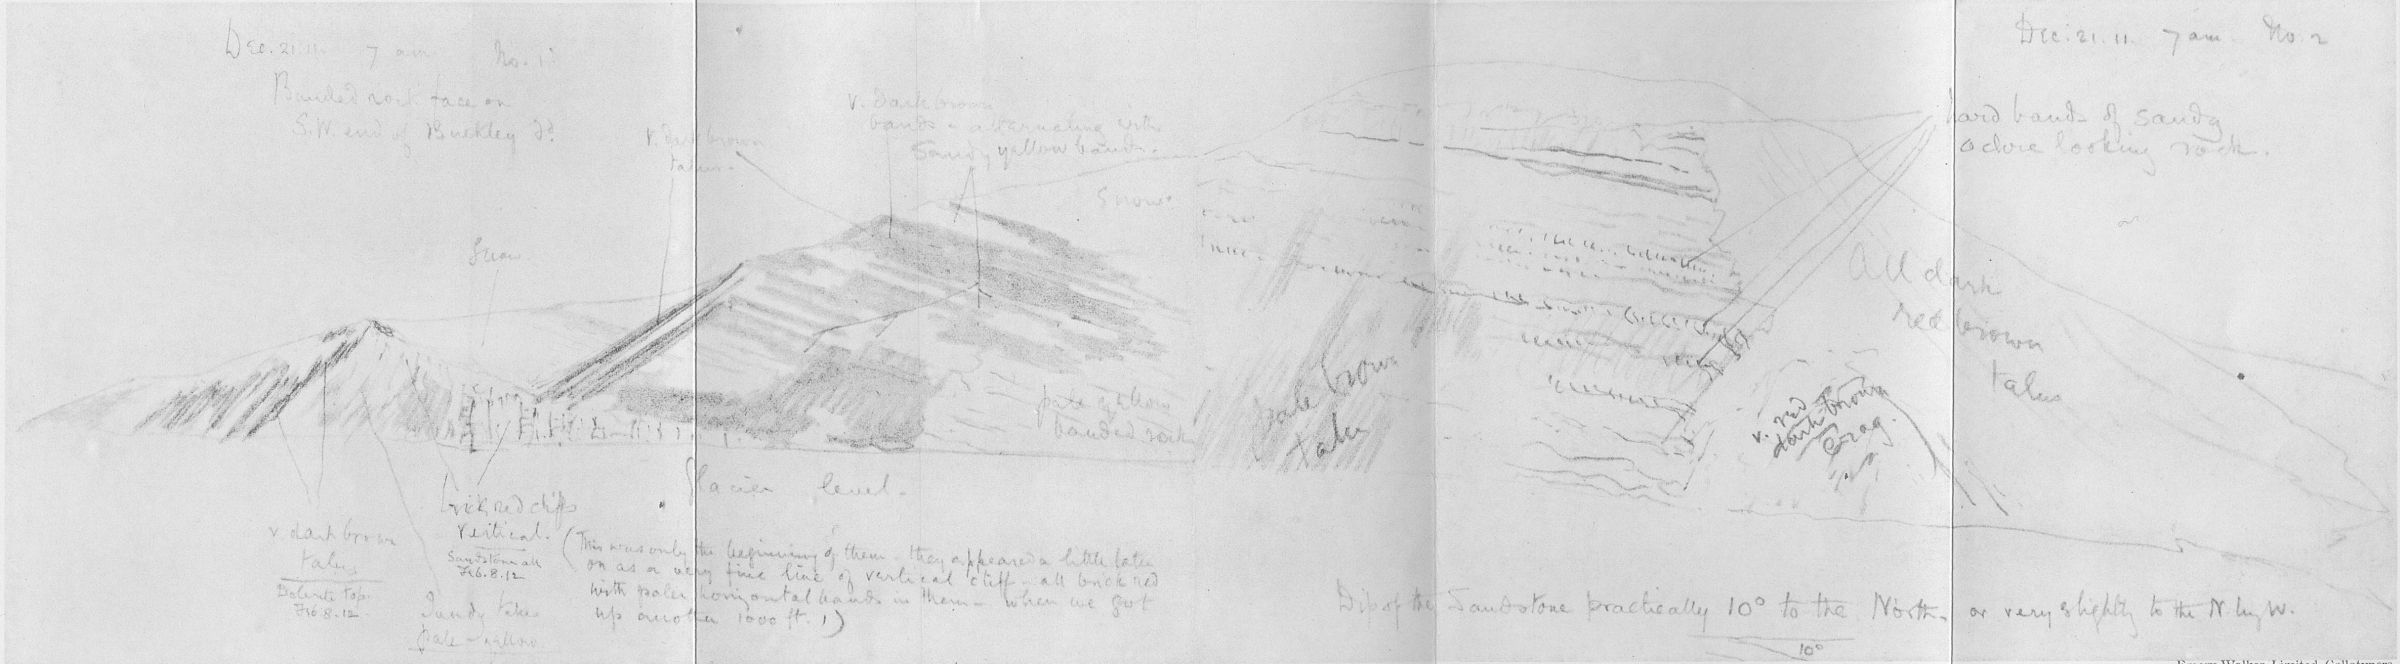 Dec. 21. 11. 7 am. No. 1.
Banded rock face on
S.W. end of Buckley Id.
v. dark brown
talus.
v. dark brown
bands - alternating with
Sandy yellow bands.
Snow
Snow
Dec. 21. 11. 7 am. No. 2
hard bands of sandy
ochre looking rock.
All dark
red brown
talus
pale brown
talus
v. red
dark brown
crag.
pale yellow
banded rock
Glacier level.
brick red cliffs
vertical.
Sandstone all
Feb. 8. 12
(This was only the beginning of them - they appeared a little later
on as a very fine line of vertical cliff - all brick red
with paler horizontal bands in them - when we got
up another 1000 ft.!)
v. dark brown
talus
Dolerite top.
Feb 8. 12.
Sandy talus
pale yellow
Dip of the Sandstone practically 10° to the North. or very slightly to the N. by W.
10°
Emery Walker Limited, Collotypers